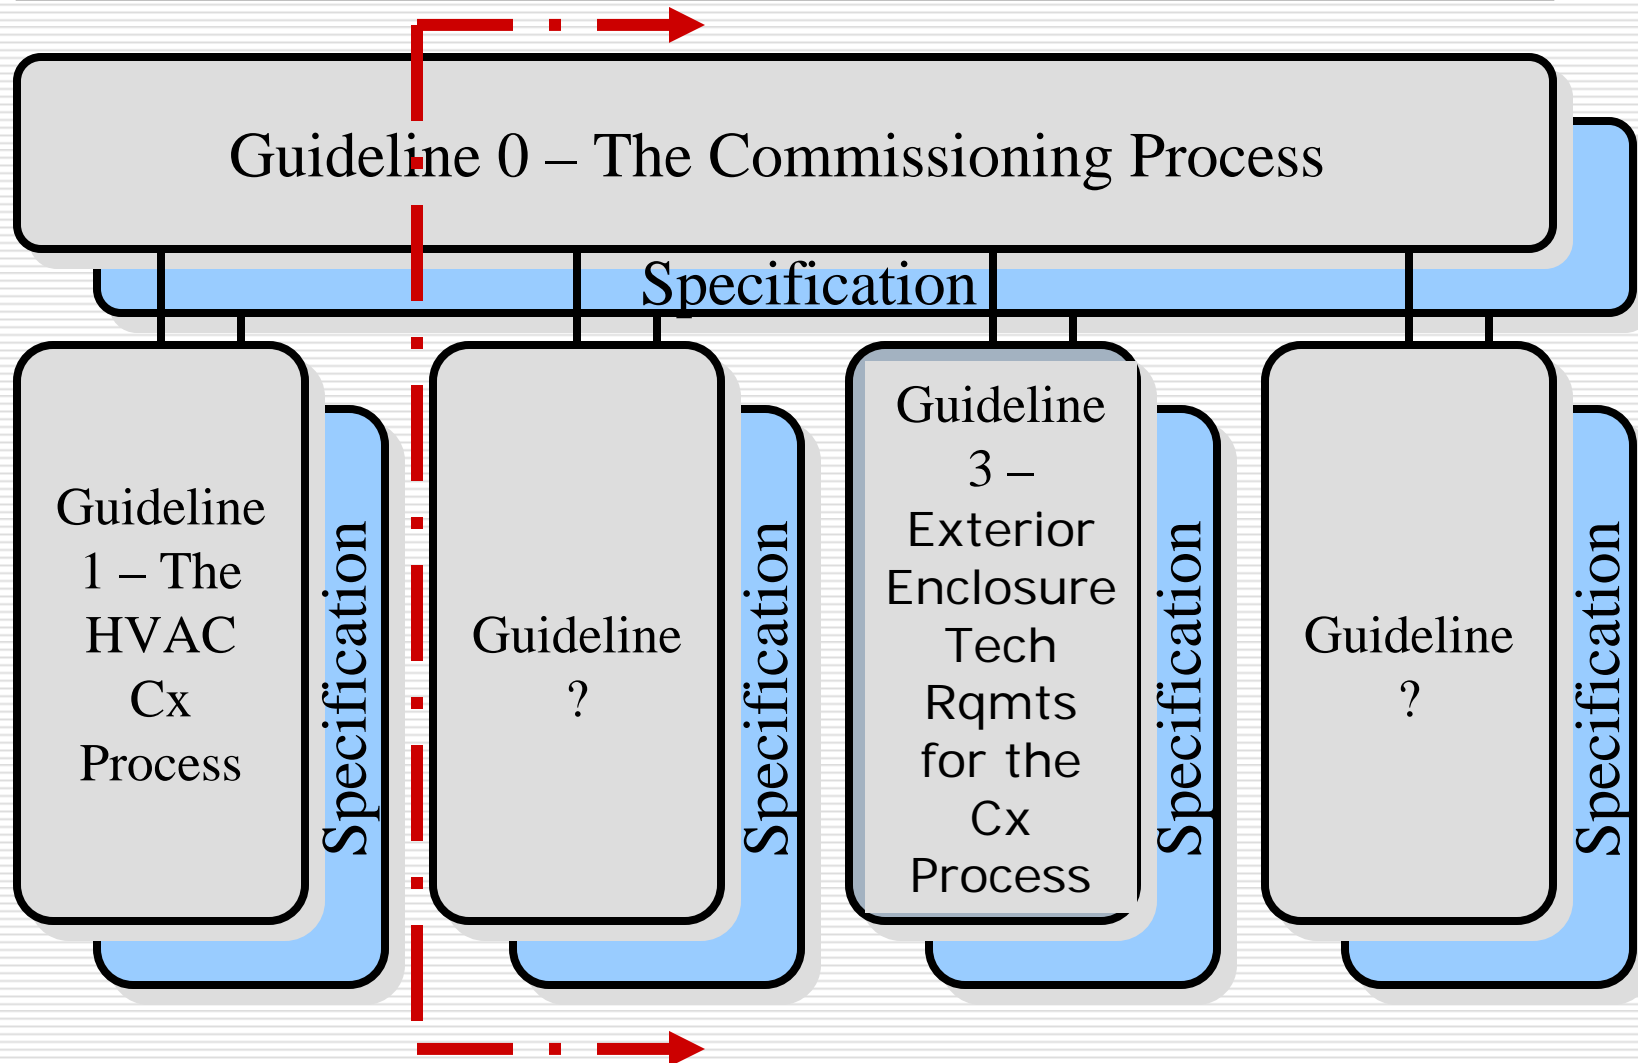 Guideline 0 – The Commissioning Process
Specification
Guideline
1 – The
HVAC
Cx
Process
Specification
Guideline
?
Specification
Guideline
3 –
Exterior
Enclosure
Tech
Rqmts
for the
Cx
Process
Specification
Guideline
?
Specification